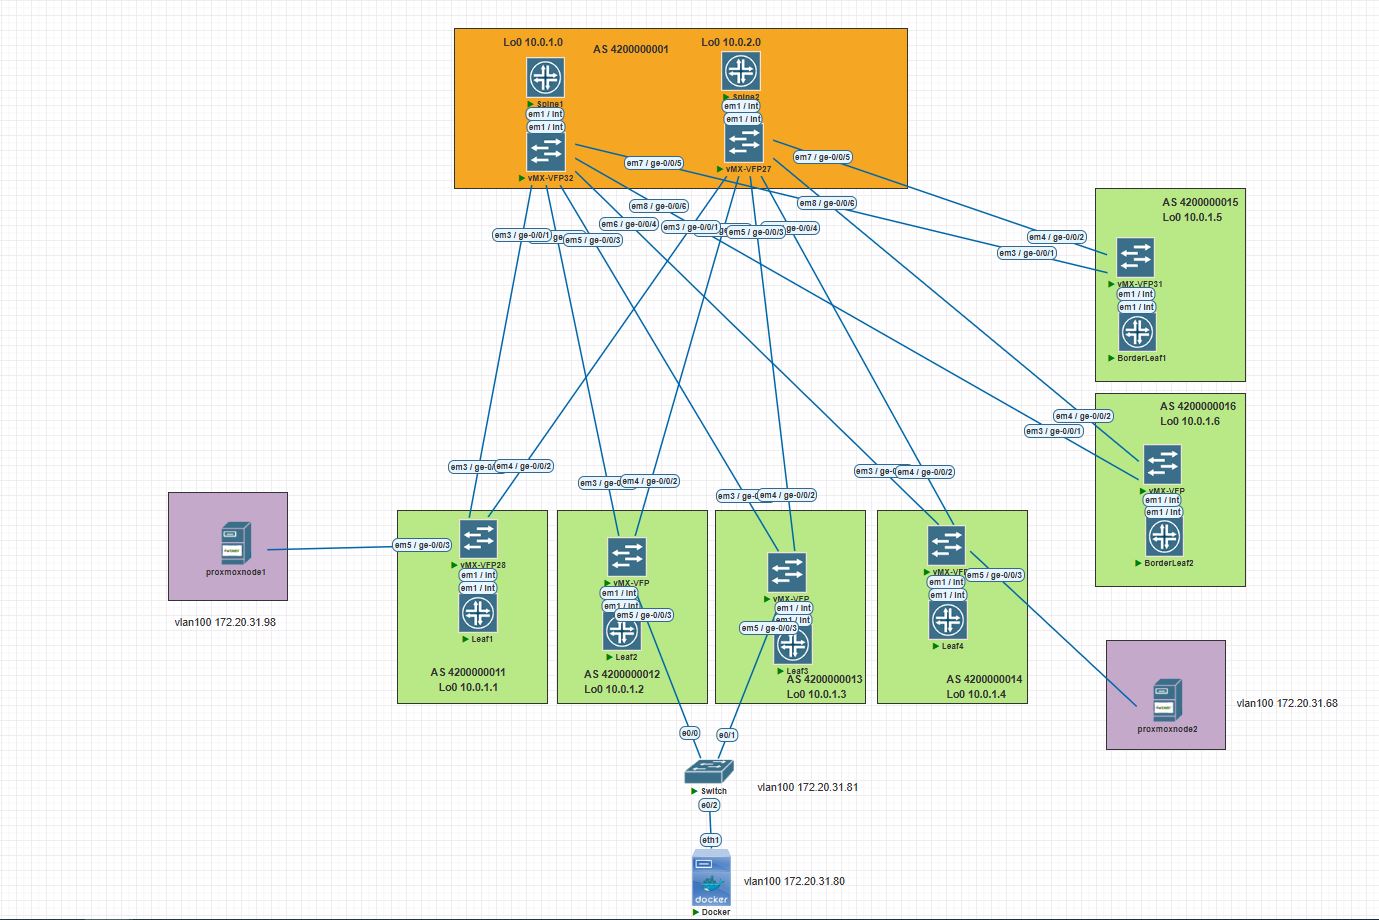 Lo0 10.0.1.0
AS 4200000001
Lo0 10.0.2.0
Spine1
em1 / int
em1 / int
vMX-VFP32
Spine2
em1 / int
em1 / int
vMX-VFP27
em7 / ge-0/0/5
em7 / ge-0/0/5
em8 / ge-0/0/6
em8 / ge-0/0/6
em6 / ge-0/0/4
em3 / ge-0/0/1
em5 / ge-0/0/3
em3 / ge-0/0/1
em5 / ge-0/0/3
ge-0/0/4
AS 4200000015
Lo0 10.0.1.5
em4 / ge-0/0/2
em3 / ge-0/0/1
vMX-VFP31
em1 / int
em1 / int
BorderLeaf1
AS 4200000016
Lo0 10.0.1.6
em4 / ge-0/0/2
em3 / ge-0/0/1
vMX-VFP
em1 / int
em1 / int
BorderLeaf2
em3 / ge-0/
em4 / ge-0/0/2
em3 / ge-0
em4 / ge-0/0/2
em3 / ge-0
em4 / ge-0/0/2
em3 / ge-0
em4 / ge-0/0/2
proxmoxnode1
vlan100 172.20.31.98
em5 / ge-0/0/3
vMX-VFP28
em1 / int
em1 / int
Leaf1
AS 4200000011
Lo0 10.0.1.1
vMX-VFP
em1 / int
em1 / int
em5 / ge-0/0/3
Leaf2
AS 4200000012
Lo0 10.0.1.2
vMX-VFP
em1 / int
em1 / int
em5 / ge-0/0/3
Leaf3
AS 4200000013
Lo0 10.0.1.3
vMX-VFP
em5 / ge-0/0/3
em1 / int
em1 / int
Leaf4
AS 4200000014
Lo0 10.0.1.4
proxmoxnode2
vlan100 172.20.31.68
e0/0
e0/1
Switch
vlan100 172.20.31.81
e0/2
eth1
docker
vlan100 172.20.31.80
Docker